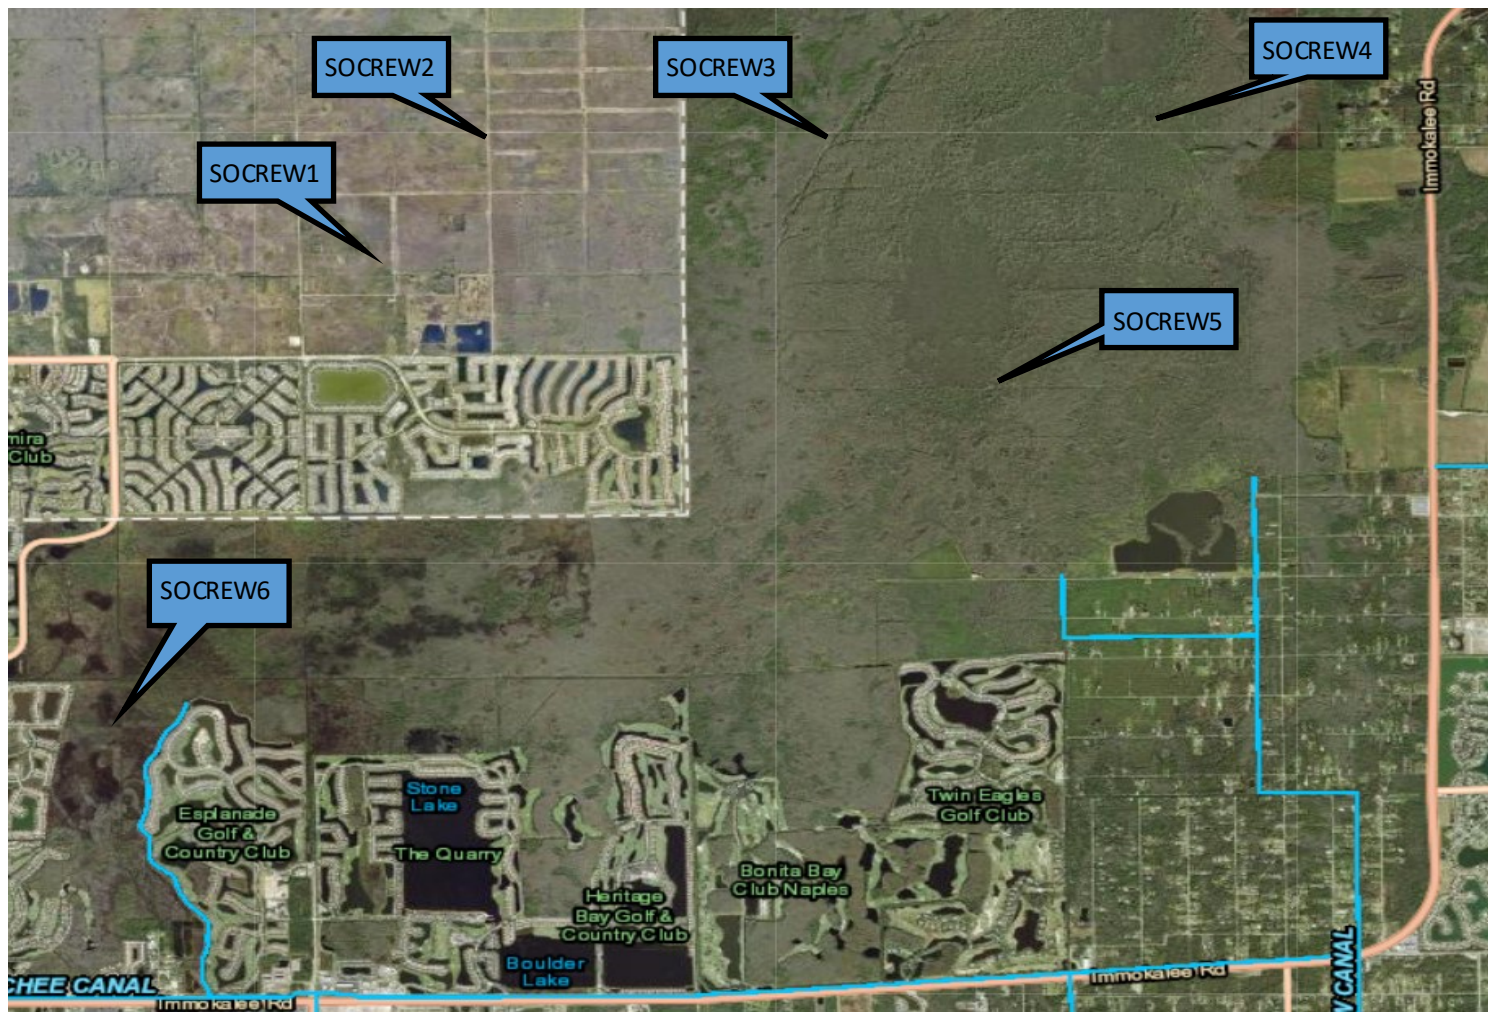 SOCREW4
SOCREW2
SOCREW3
Immokalee Rd
SOCREW1
SOCREW5
mira
Club
SOCREW6
Stone
Lake
Twin Eagles
Golf Club
Esplanade
Golf &
Country Club
The Quarry
Bonita Bay
Club Naples
Heritage
Bay Golf &
Country Club
Boulder
Lake
Immokalee Rd
CHEE CANAL
Immokalee Rd
CANAL